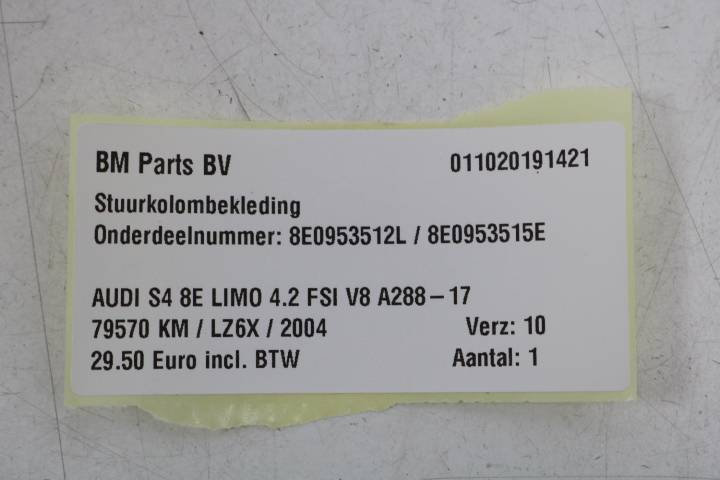 BM Parts BV 011020191421
Stuurkolombekleding
Onderdeelnummer: 8E0953512L / 8E0953515E
AUDI S4 8E LIMO 4.2 FSI V8 A288-17
79570 KM / LZ6X / 2004 Verz: 10
29.50 Euro incl. BTW Aantal: 1